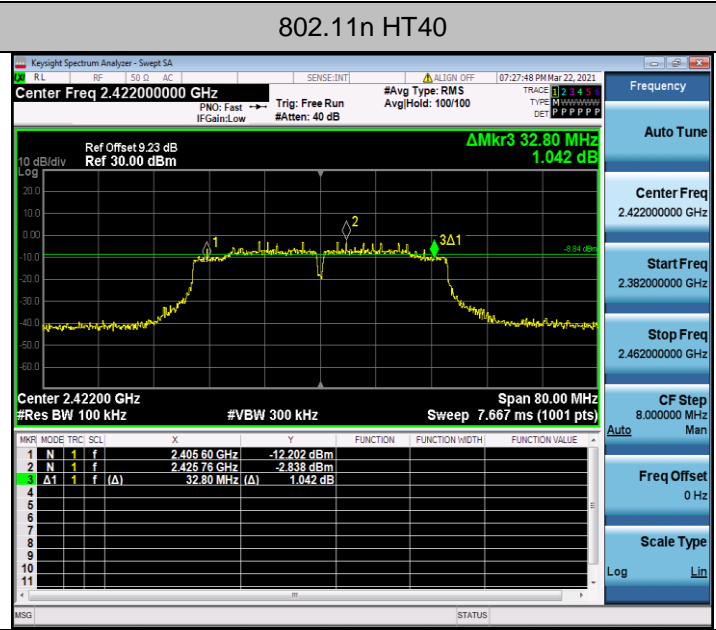 802.11n HT40
Keysight Spectrum Analyzer - Swept SA
RL RF 50 Ω AC SENSE:INT ALIGN OFF 07:27:48 PM Mar 22, 2021
Center Freq 2.422000000 GHz
PNO: Fast
IFGain:Low
Trig: Free Run
#Atten: 40 dB
#Avg Type: RMS
Avg|Hold: 100/100
TRACE 1 2 3 4 5 6
TYPE M W W W W W
DET P P P P P P
Ref Offset 9.23 dB
10 dB/div Ref 30.00 dBm
Log
ΔMkr3 32.80 MHz
1.042 dB
20.0
10.0
0.00
-10.0
-20.0
-30.0
-40.0
-50.0
-60.0
1
2
3Δ1
-8.84 dBm
Center 2.42200 GHz Span 80.00 MHz
#Res BW 100 kHz #VBW 300 kHz Sweep 7.667 ms (1001 pts)
MKR MODE TRC SCL X Y FUNCTION FUNCTION WIDTH FUNCTION VALUE
1 N 1 f 2.405 60 GHz -12.202 dBm
2 N 1 f 2.425 76 GHz -2.838 dBm
3 Δ1 1 f (Δ) 32.80 MHz (Δ) 1.042 dB
4
5
6
7
8
9
10
11
MSG STATUS
Frequency
Auto Tune
Center Freq
2.422000000 GHz
Start Freq
2.382000000 GHz
Stop Freq
2.462000000 GHz
CF Step
8.000000 MHz
Auto Man
Freq Offset
0 Hz
Scale Type
Log Lin